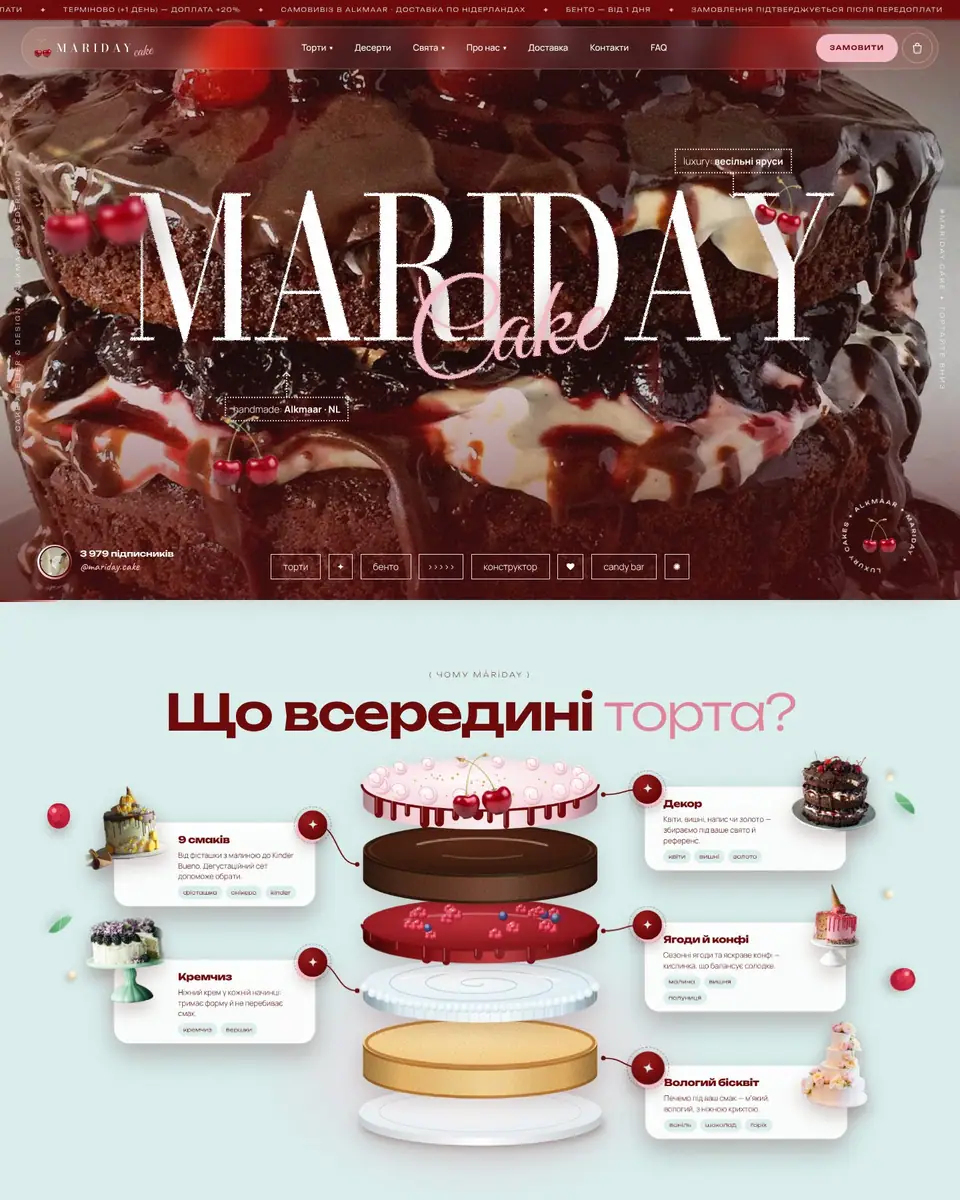 ЛАТИ ✦ ТЕРМІНОВО (+1 ДЕНЬ) — ДОПЛАТА +20% ✦ САМОВИВІЗ В ALKMAAR · ДОСТАВКА ПО НІДЕРЛАНДАХ ✦ БЕНТО — ВІД 1 ДНЯ ✦ ЗАМОВЛЕННЯ ПІДТВЕРДЖУЄТЬСЯ ПІСЛЯ ПЕРЕДОПЛАТИ
MARIDAY cake Торти ▾ Десерти Свята ▾ Про нас ▾ Доставка Контакти FAQ ЗАМОВИТИ
luxury: весільні яруси
MARIDAY
Cake
handmade: Alkmaar · NL
3 979 підписників
@mariday.cake
торти ✦ бенто >>>>> конструктор ♥ candy bar
ALKMAAR ✦ MARIDAY ✦ LUXURY CAKES ✦
( ЧОМУ MARIDAY )
Що всередині торта?
Декор
Квіти, вишні, напис чи золото —
збираємо під ваше свято й
референс.
квіти вишні золото
9 смаків
Від фісташки з малиною до Kinder
Bueno. Дегустаційний сет
допоможе обрати.
фісташка снікерс kinder
Ягоди й конфі
Сезонні ягоди та яскраве конфі —
кислинка, що балансує солодке.
малина вишня
полуниця
Кремчиз
Ніжний крем у кожній начинці:
тримає форму й не перебиває
смак.
кремчиз вершки
Вологий бісквіт
Печемо під ваш смак — м'який,
вологий, з ніжною крихтою.
ваніль шоколад горіх